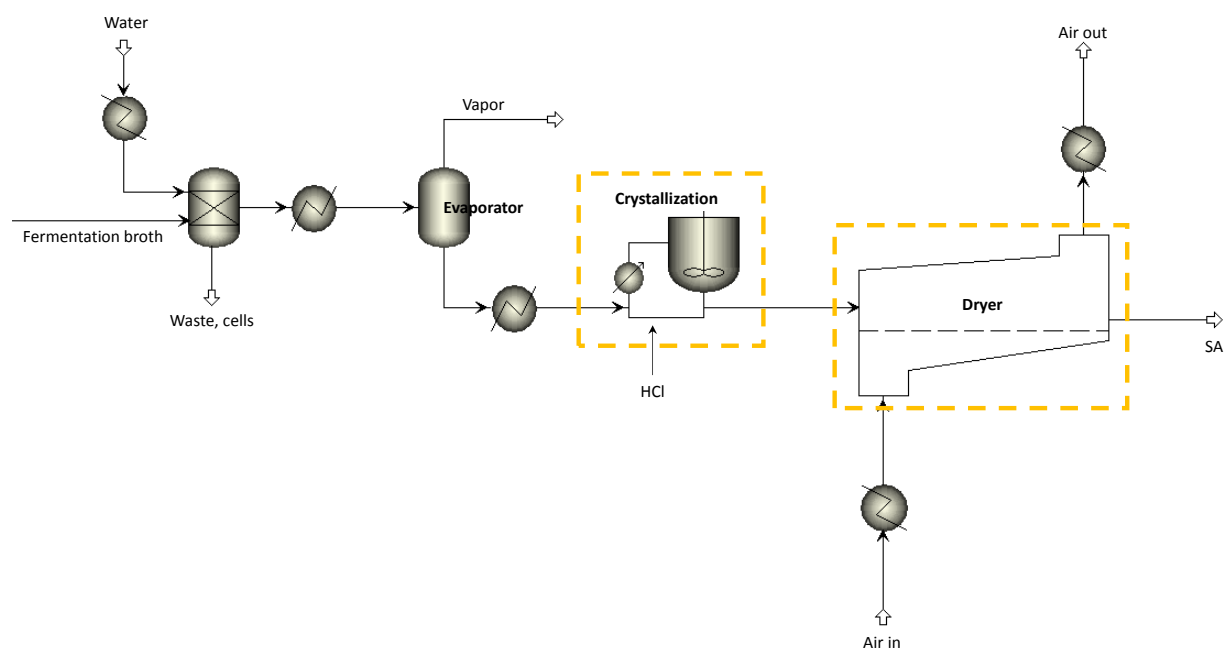 Water
Air out
Vapor
Crystallization
Evaporator
Fermentation broth
Waste, cells
Dryer
SA
HCl
Air in